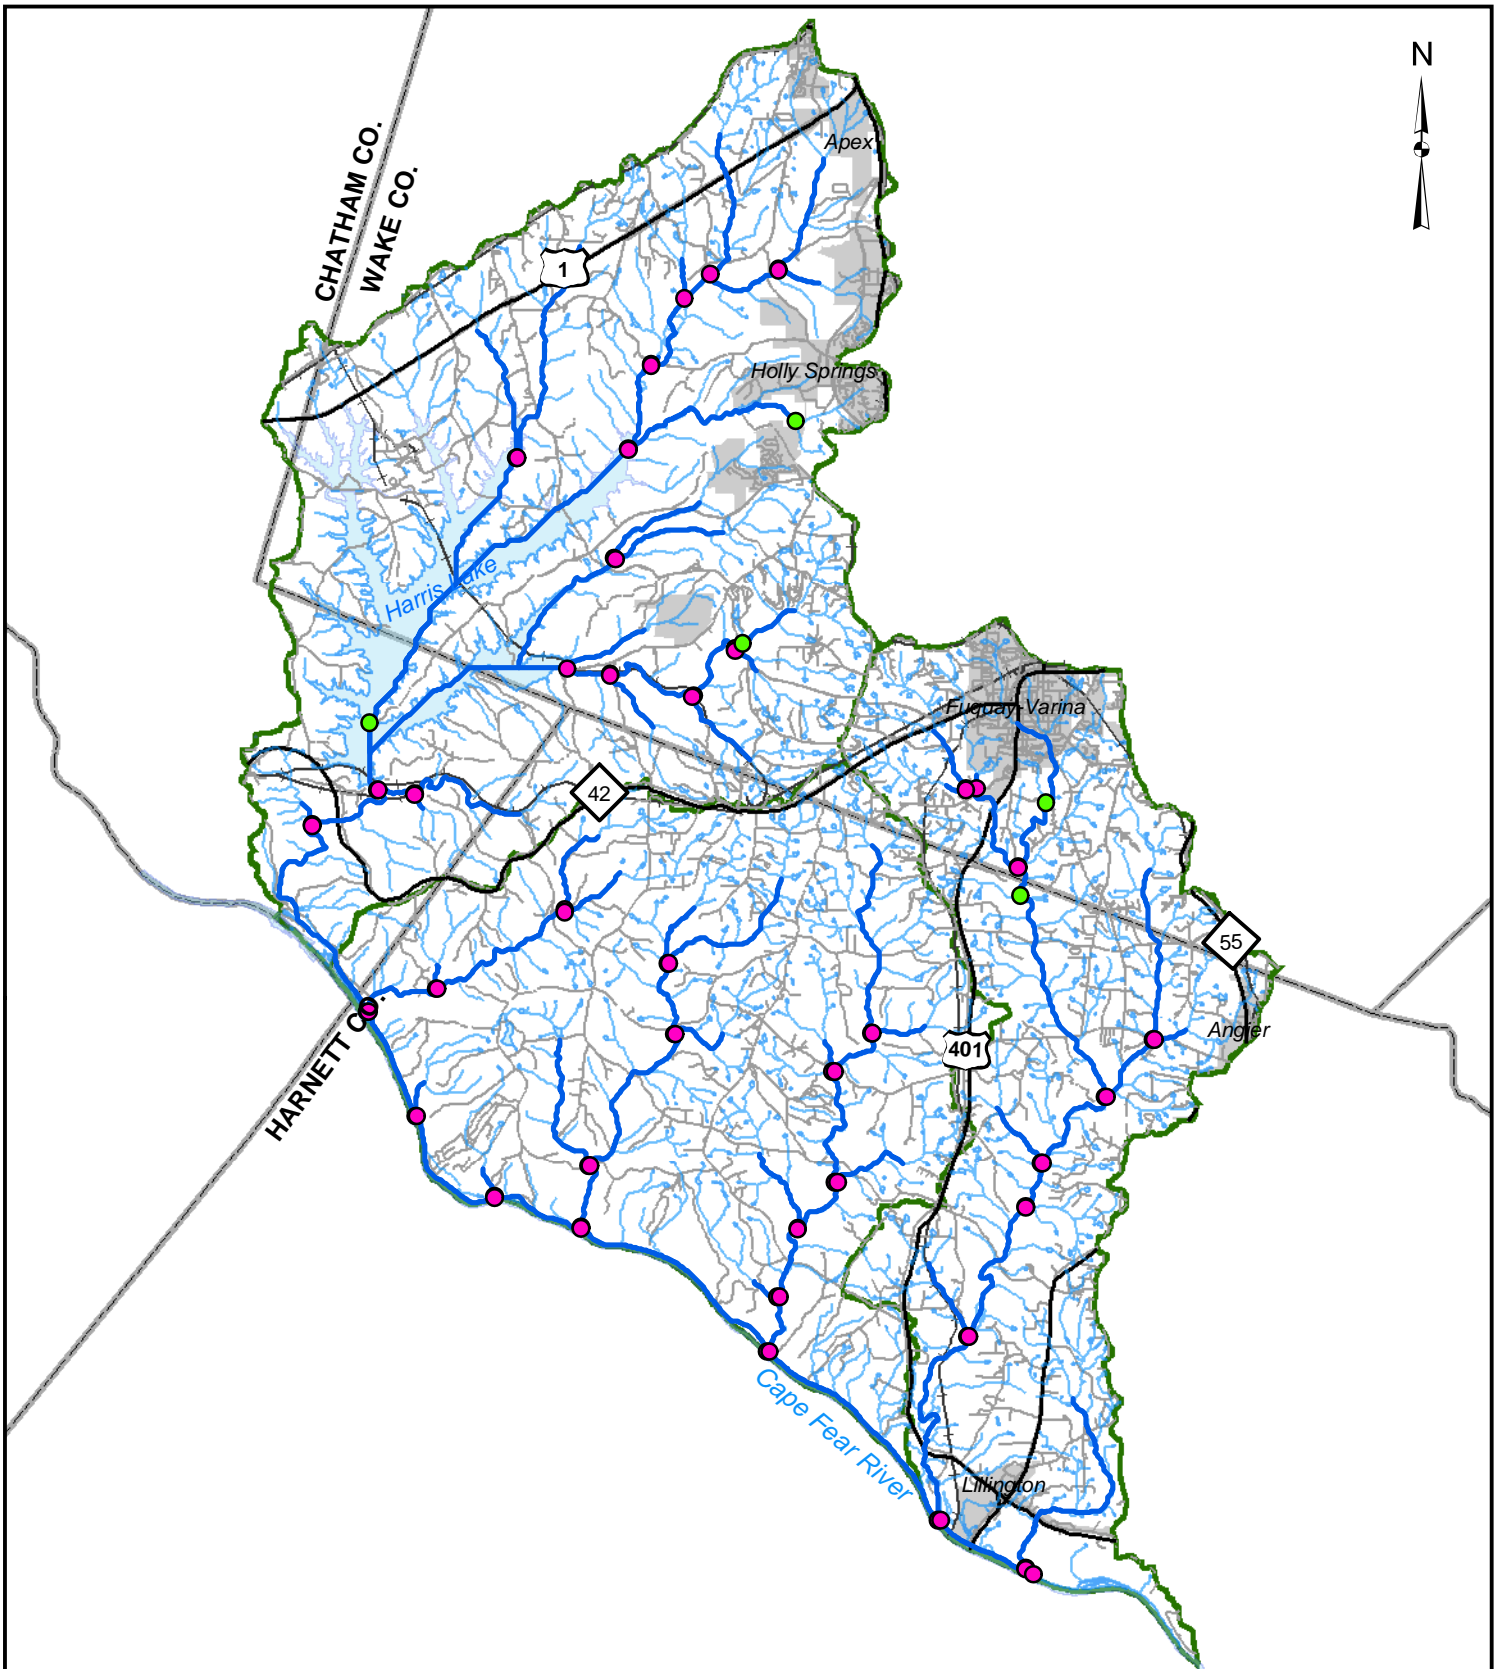 N
Apex
CHATHAM CO.
WAKE CO.
1
Holly Springs
Harris Lake
Fuquay-Varina
42
55
HARNETT CO.
Angier
401
Cape Fear River
Lillington